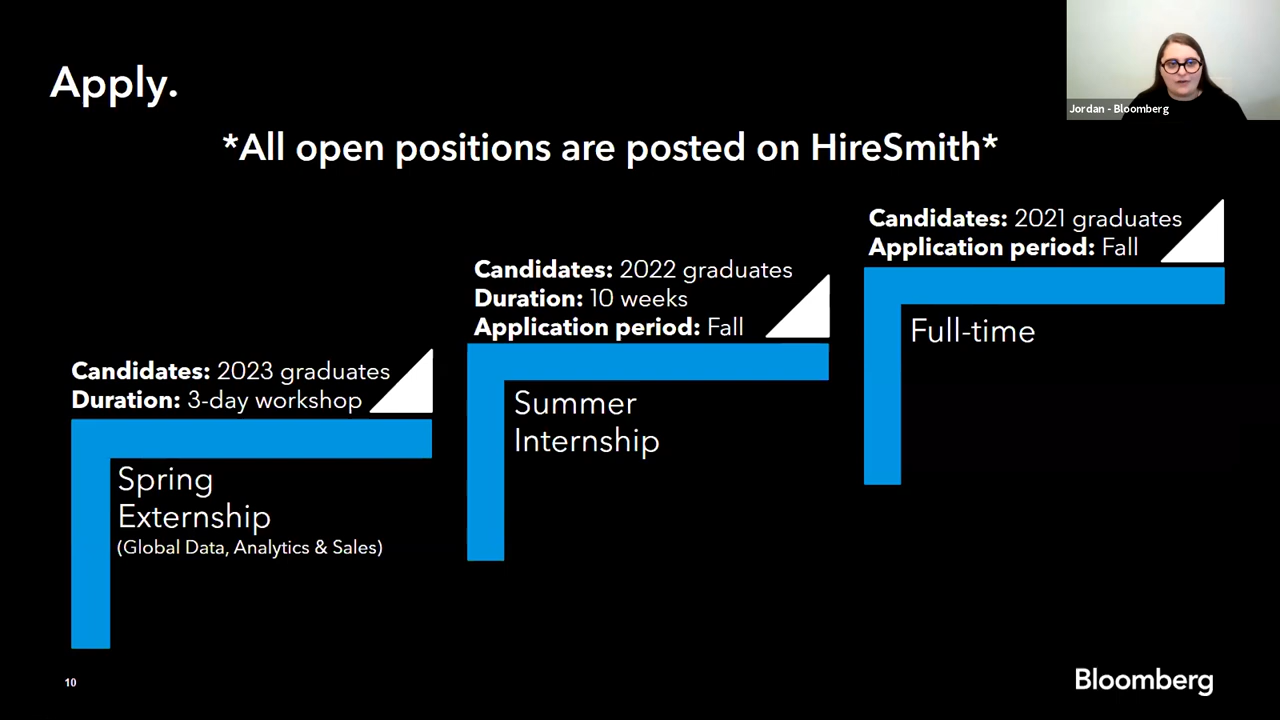 Apply.
Jordan - Bloomberg
*All open positions are posted on HireSmith*
Candidates: 2023 graduates
Duration: 3-day workshop
Spring
Externship
(Global Data, Analytics & Sales)
Candidates: 2022 graduates
Duration: 10 weeks
Application period: Fall
Summer
Internship
Candidates: 2021 graduates
Application period: Fall
Full-time
10
Bloomberg